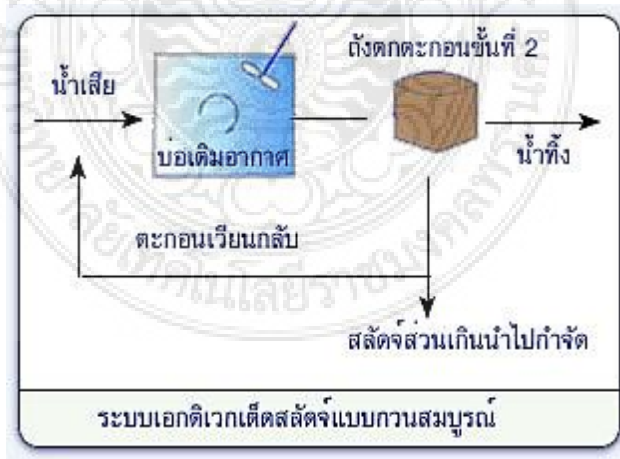 ถังตกตะกอนขั้นที่ 2
น้ำเสีย
บ่อเติมอากาศ
น้ำทิ้ง
ตะกอนเวียนกลับ
สลัดจ์ส่วนเกินนำไปกำจัด
ระบบเอกติเวกเต็ดสลัดจ์แบบกวนสมบูรณ์